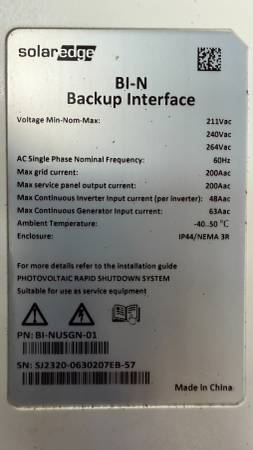 solaredge
BI-N
Backup Interface
Voltage Min-Nom-Max: 211Vac
240Vac
264Vac
AC Single Phase Nominal Frequency: 60Hz
Max grid current: 200Aac
Max service panel output current: 200Aac
Max Continuous Inverter Input current (per inverter): 48Aac
Max Continuous Generator Input current: 63Aac
Ambient Temperature: -40..50 °C
Enclosure: IP44/NEMA 3R
For more details refer to the installation guide
PHOTOVOLTAIC RAPID SHUTDOWN SYSTEM
Suitable for use as service equipment
PN: BI-NUSGN-01
SN: SJ2320-0630207EB-57
Made In China